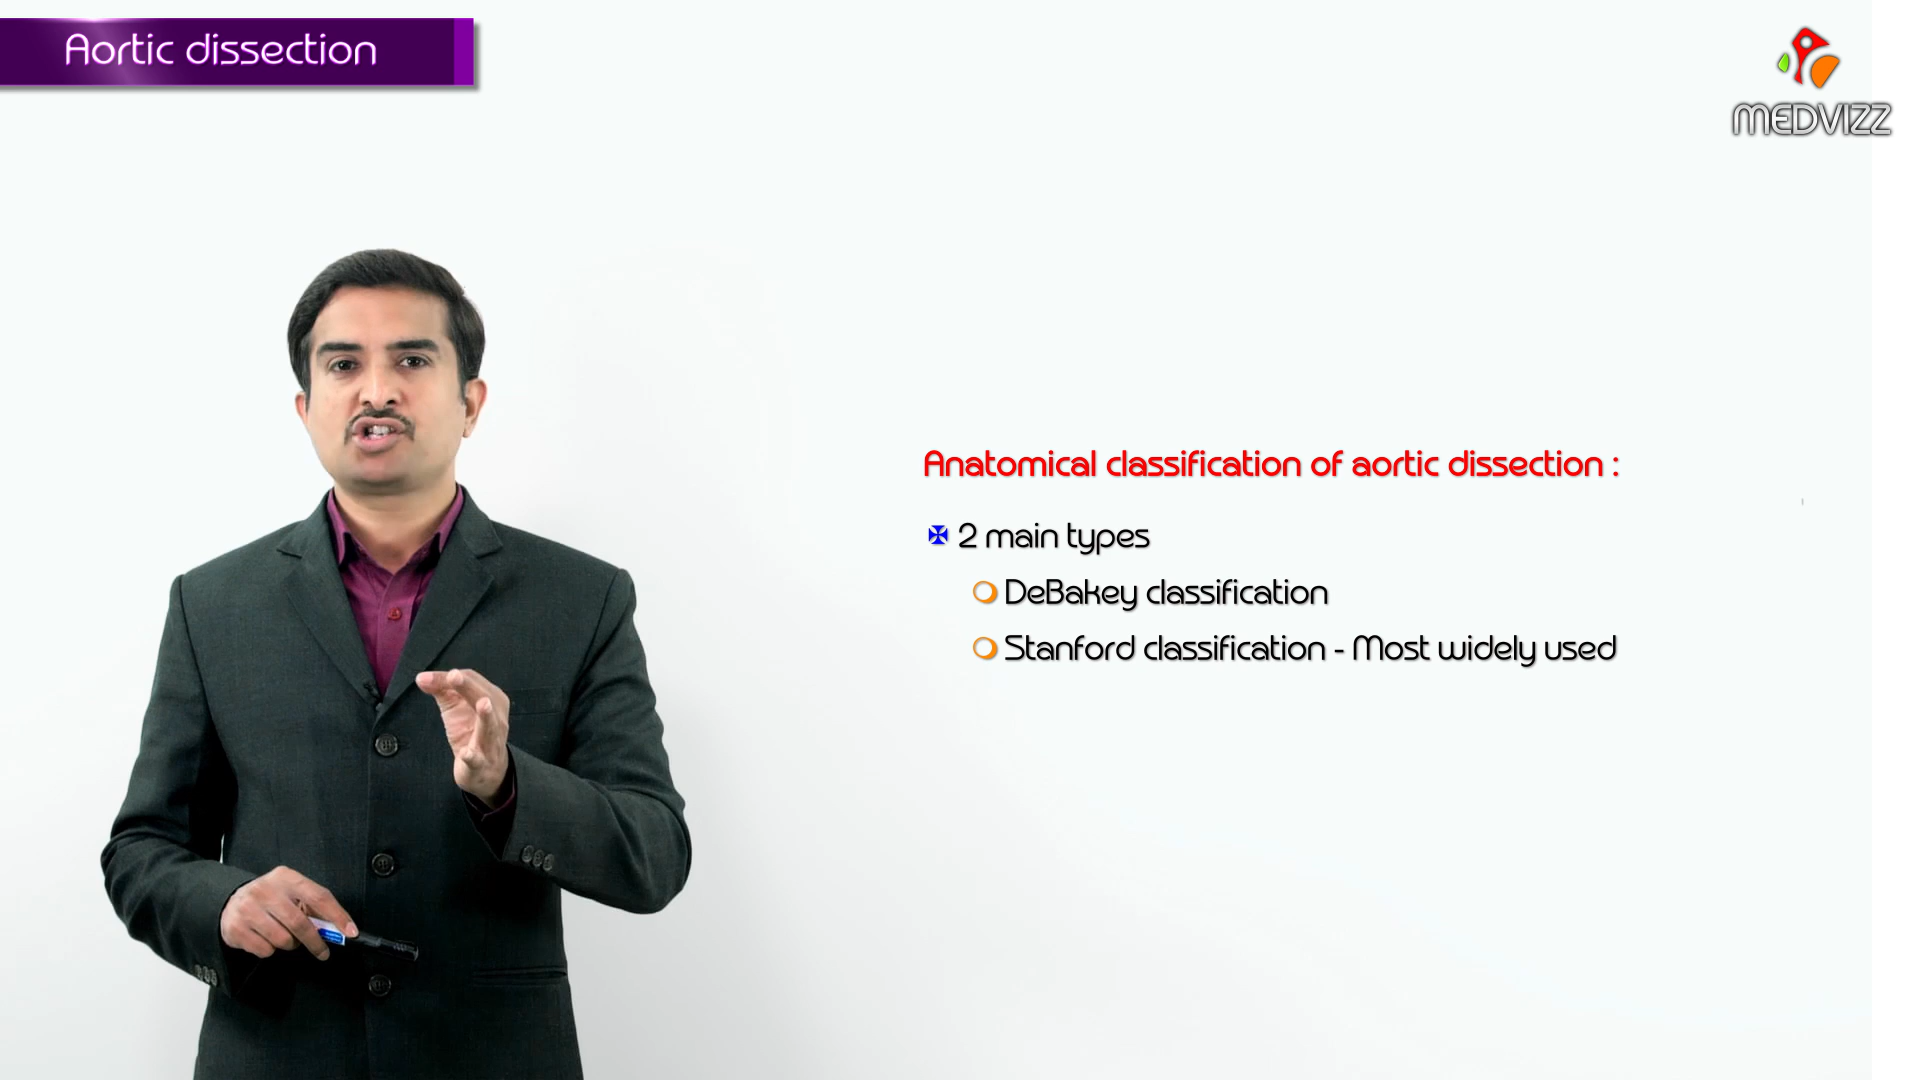 Aortic dissection
MEDVIZZ
Anatomical classification of aortic dissection :
2 main types
DeBakey classification
Stanford classification - Most widely used